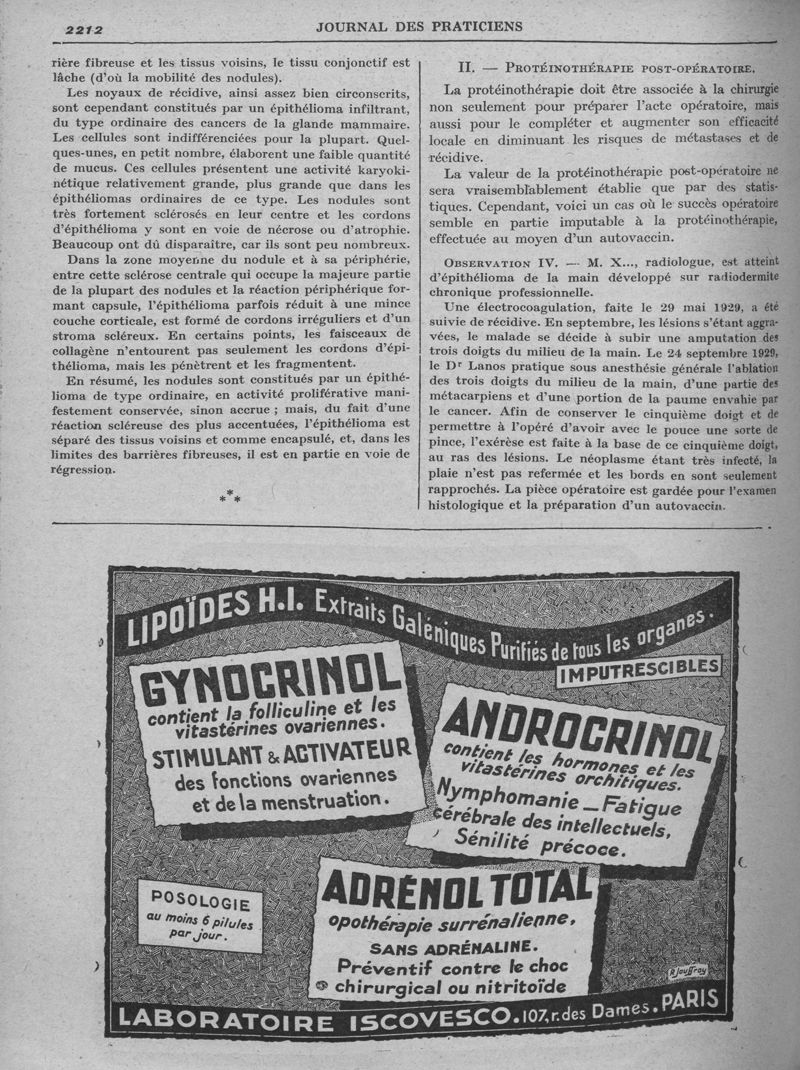 2212
JOURNAL DES PRATICIENS
rière fibreuse et les tissus voisins, le tissu conjonctif est
lâche (d'où la mobilité des nodules).
Les noyaux de récidive, ainsi assez bien circonscrits,
sont cependant constitués par un épithélioma infiltrant,
du type ordinaire des cancers de la glande mammaire.
Les cellules sont indifférenciées pour la plupart. Quel-
ques-unes, en petit nombre, élaborent une faible quantité
de mucus. Ces cellules présentent une activité karyoki-
nétique relativement grande, plus grande que dans les
épithéliomas ordinaires de ce type. Les nodules sont
très fortement sclérosés en leur centre et les cordons
d'épithélioma y sont en voie de nécrose ou d'atrophie.
Beaucoup ont dû disparaître, car ils sont peu nombreux.
Dans la zone moyenne du nodule et à sa périphérie,
entre cette sclérose centrale qui occupe la majeure partie
de la plupart des nodules et la réaction périphérique for-
mant capsule, l'épithélioma parfois réduit à une mince
couche corticale, est formé de cordons irréguliers et d'un
stroma scléreux. En certains points, les faisceaux de
collagène n'entourent pas seulement les cordons d'épi-
thélioma, mais les pénètrent et les fragmentent.
En résumé, les nodules sont constitués par un épithé-
lioma de type ordinaire, en activité proliférative mani-
festement conservée, sinon accrue ; mais, du fait d'une
réaction scléreuse des plus accentuées, l'épithélioma est
séparé des tissus voisins et comme encapsulé, et, dans les
limites des barrières fibreuses, il est en partie en voie de
régression.
***
II. — PROTÉINOTHÉRAPIE POST-OPÉRATOIRE.
La protéinothérapie doit être associée à la chirurgie
non seulement pour préparer l'acte opératoire, mais
aussi pour le compléter et augmenter son efficacité
locale en diminuant les risques de métastases et de
récidive.
La valeur de la protéinothérapie post-opératoire ne
sera vraisemblablement établie que par des statis-
tiques. Cependant, voici un cas où le succès opératoire
semble en partie imputable à la protéinothérapie,
effectuée au moyen d'un autovaccin.
OBSERVATION IV. — M. X..., radiologue, est atteint
d'épithélioma de la main développé sur radiodermite
chronique professionnelle.
Une électrocoagulation, faite le 29 mai 1929, a été
suivie de récidive. En septembre, les lésions s'étant aggra-
vées, le malade se décide à subir une amputation des
trois doigts du milieu de la main. Le 24 septembre 1929,
le Dr Lanos pratique sous anesthésie générale l'ablation
des trois doigts du milieu de la main, d'une partie des
métacarpiens et d'une portion de la paume envahie par
le cancer. Afin de conserver le cinquième doigt et de
permettre à l'opéré d'avoir avec le pouce une sorte de
pince, l'exérèse est faite à la base de ce cinquième doigt,
au ras des lésions. Le néoplasme étant très infecté, la
plaie n'est pas refermée et les bords en sont seulement
rapprochés. La pièce opératoire est gardée pour l'examen
histologique et la préparation d'un autovaccin.
LIPOÏDES H.I. Extraits Galéniques Purifiés de tous les organes.
IMPUTRESCIBLES
GYNOCRINOL
contient la folliculine et les
vitastérines ovariennes.
STIMULANT & ACTIVATEUR
des fonctions ovariennes
et de la menstruation.
ANDROCRINOL
contient les hormones et les
vitastérines orchitiques.
Nymphomanie _ Fatigue
cérébrale des intellectuels,
Sénilité précoce.
POSOLOGIE
au moins 6 pilules
par jour.
ADRÉNOL TOTAL
opothérapie surrénalienne,
SANS ADRÉNALINE.
Préventif contre le choc
chirurgical ou nitritoïde
R. Jouffroy
LABORATOIRE ISCOVESCO. 107, r. des Dames. PARIS